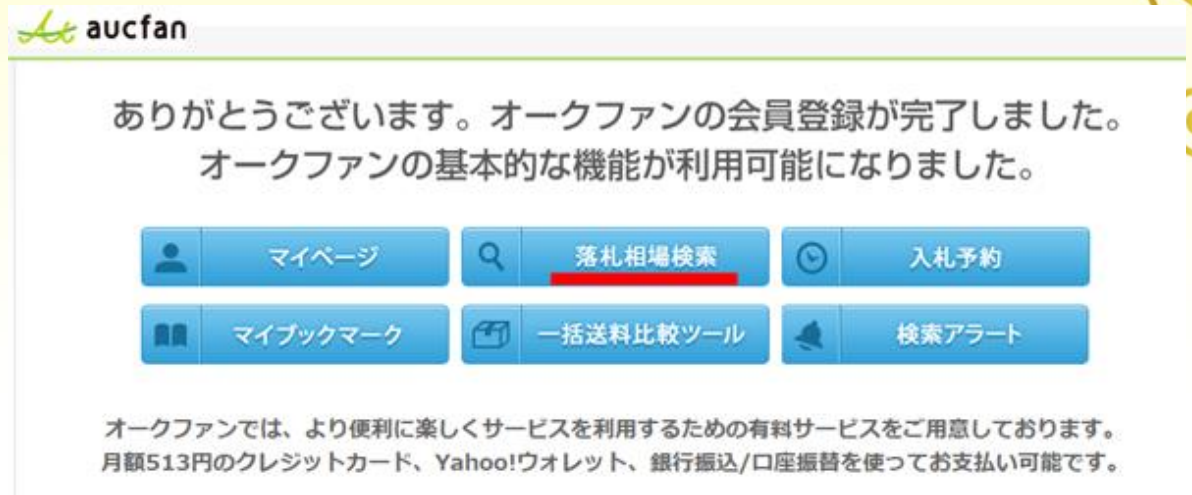 aucfan
ありがとうございます。オークファンの会員登録が完了しました。
オークファンの基本的な機能が利用可能になりました。
マイページ
落札相場検索
入札予約
マイブックマーク
一括送料比較ツール
検索アラート
オークファンでは、より便利に楽しくサービスを利用するための有料サービスをご用意しております。
月額513円のクレジットカード、Yahoo!ウォレット、銀行振込/口座振替を使ってお支払い可能です。